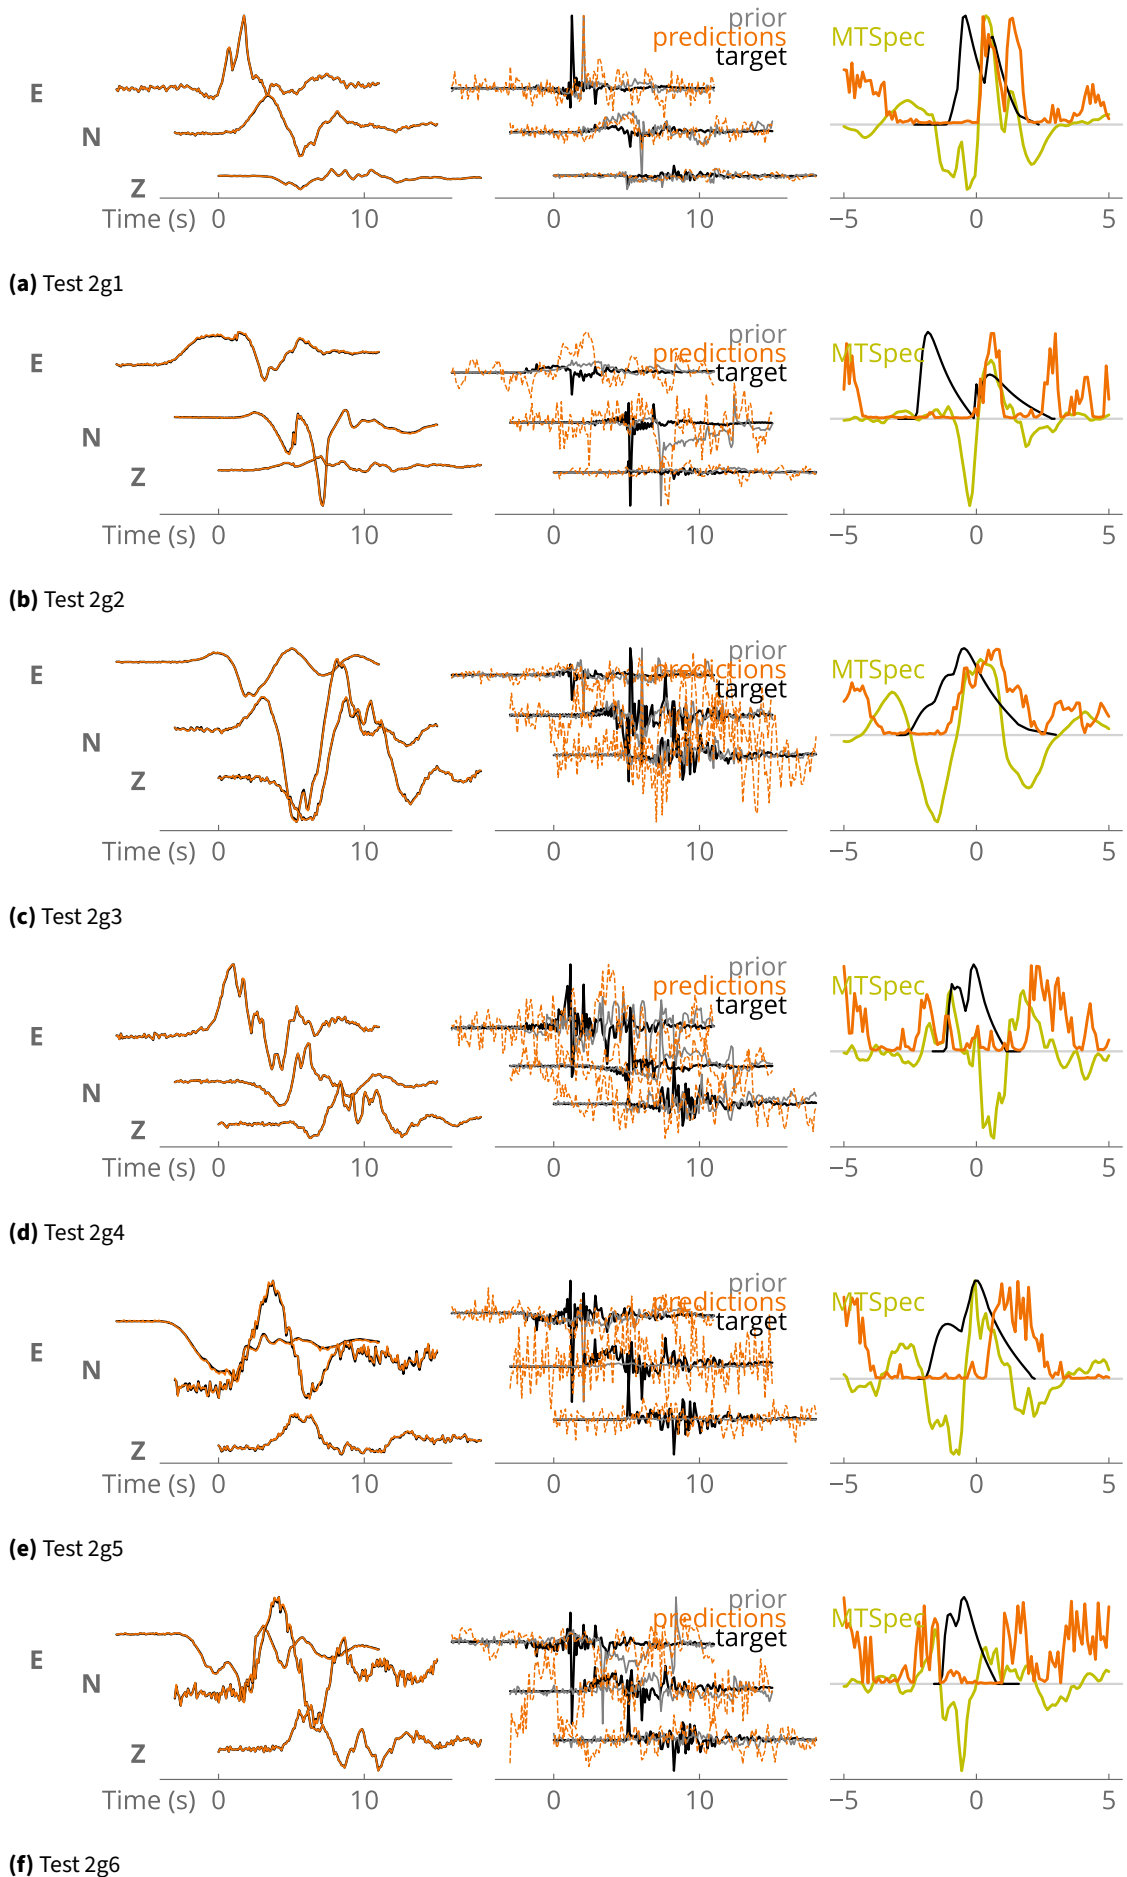 prior
predictions
target
MTSpec
E
N
Z
Time (s) 0 10 0 10 −5 0 5
(a) Test 2g1
prior
predictions
target
MTSpec
E
N
Z
Time (s) 0 10 0 10 −5 0 5
(b) Test 2g2
prior
predictions
target
MTSpec
E
N
Z
Time (s) 0 10 0 10 −5 0 5
(c) Test 2g3
prior
predictions
target
MTSpec
E
N
Z
Time (s) 0 10 0 10 −5 0 5
(d) Test 2g4
prior
predictions
target
MTSpec
E
N
Z
Time (s) 0 10 0 10 −5 0 5
(e) Test 2g5
prior
predictions
target
MTSpec
E
N
Z
Time (s) 0 10 0 10 −5 0 5
(f) Test 2g6